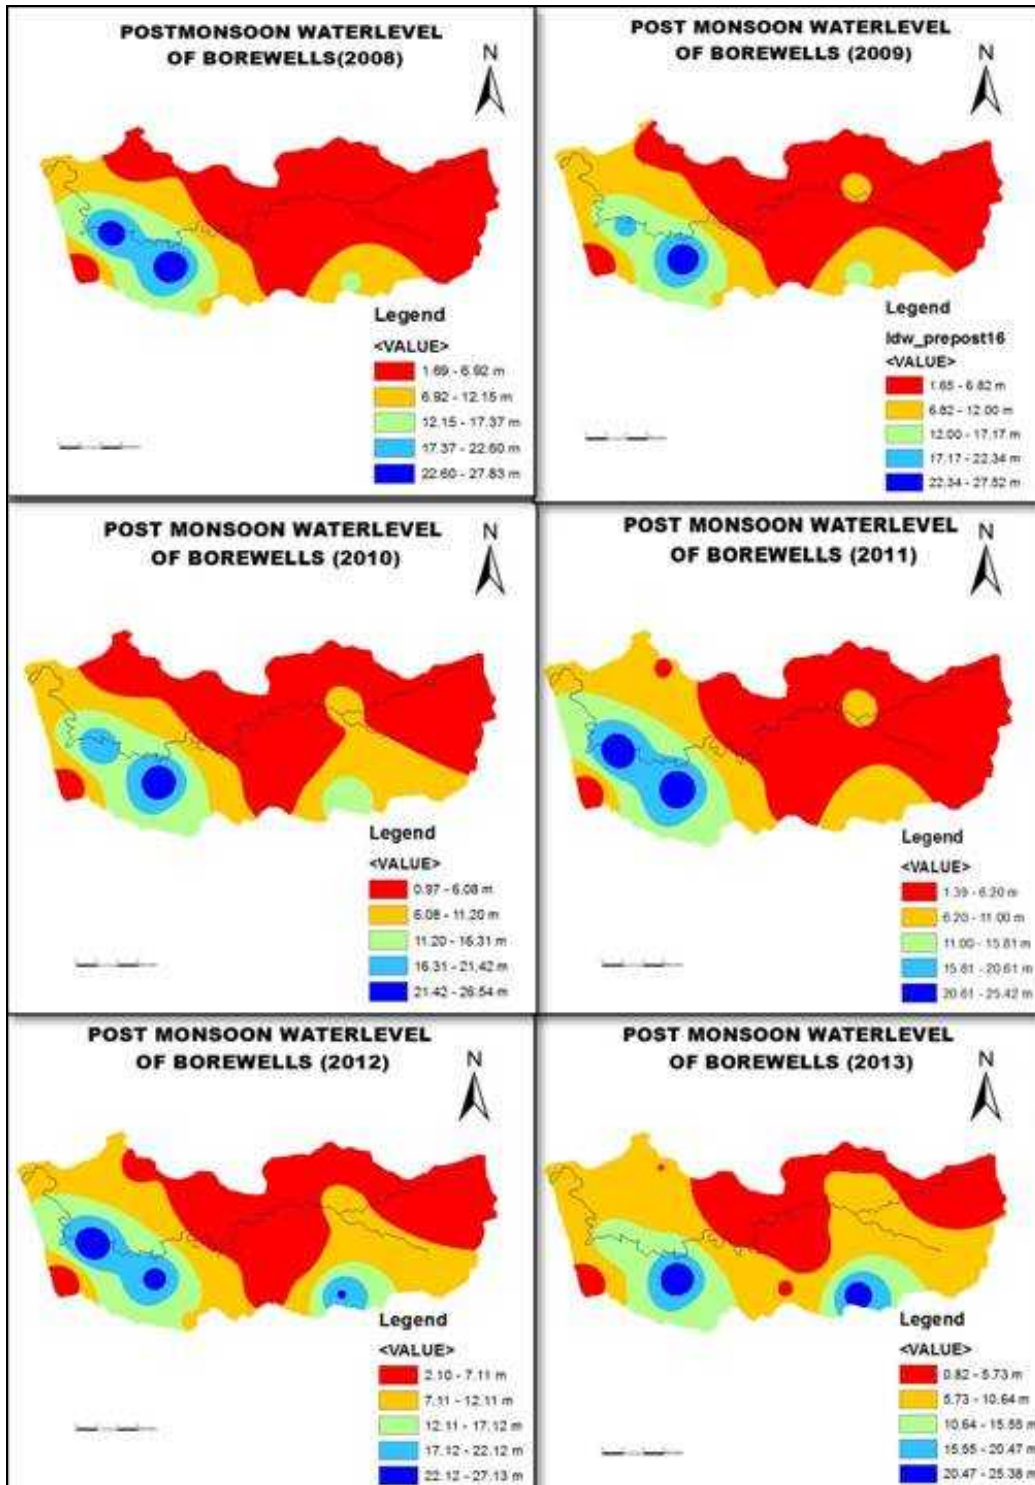 POSTMONSOON WATERLEVEL
OF BOREWELLS(2008)
N
Legend
<VALUE>
1.69 - 6.92 m
6.92 - 12.15 m
12.15 - 17.37 m
17.37 - 22.60 m
22.60 - 27.83 m
POST MONSOON WATERLEVEL
OF BOREWELLS (2009)
N
Legend
Idw_prepost16
<VALUE>
1.65 - 6.82 m
6.82 - 12.00 m
12.00 - 17.17 m
17.17 - 22.34 m
22.34 - 27.52 m
POST MONSOON WATERLEVEL
OF BOREWELLS (2010)
N
Legend
<VALUE>
0.97 - 6.08 m
6.08 - 11.20 m
11.20 - 16.31 m
16.31 - 21.42 m
21.42 - 26.54 m
POST MONSOON WATERLEVEL
OF BOREWELLS (2011)
N
Legend
<VALUE>
1.39 - 6.20 m
6.20 - 11.00 m
11.00 - 15.81 m
15.81 - 20.61 m
20.61 - 25.42 m
POST MONSOON WATERLEVEL
OF BOREWELLS (2012)
N
Legend
<VALUE>
2.10 - 7.11 m
7.11 - 12.11 m
12.11 - 17.12 m
17.12 - 22.12 m
22.12 - 27.13 m
POST MONSOON WATERLEVEL
OF BOREWELLS (2013)
N
Legend
<VALUE>
0.82 - 5.73 m
5.73 - 10.64 m
10.64 - 15.55 m
15.55 - 20.47 m
20.47 - 25.38 m